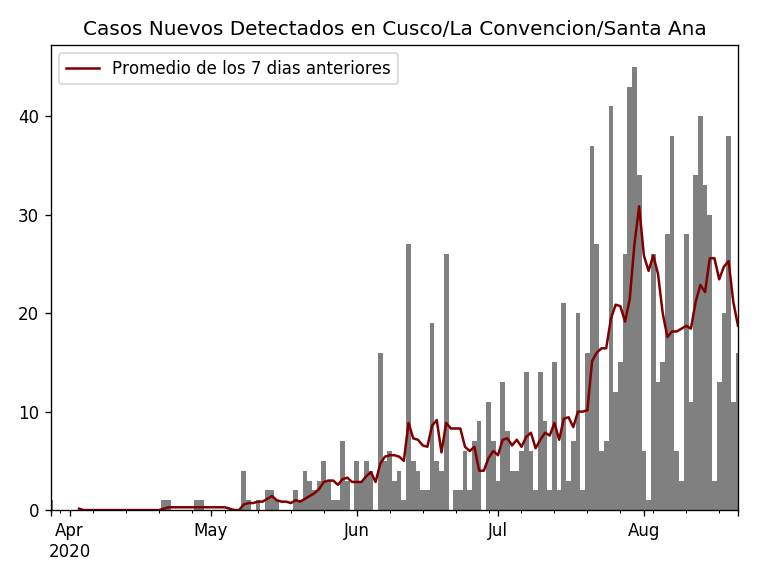 Casos Nuevos Detectados en Cusco/La Convencion/Santa Ana
Promedio de los 7 dias anteriores
40
30
20
10
0
Apr May Jun Jul Aug
2020